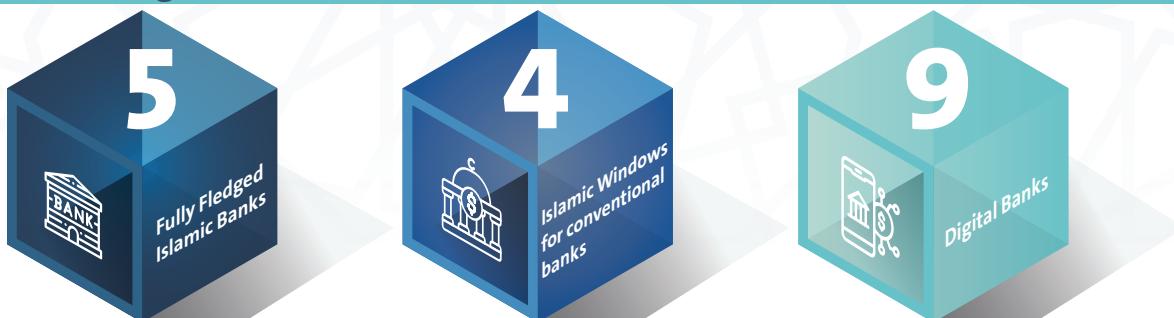 5
BANK
Fully Fledged
Islamic Banks
4
$
Islamic Windows
for conventional
banks
9
$
Digital Banks